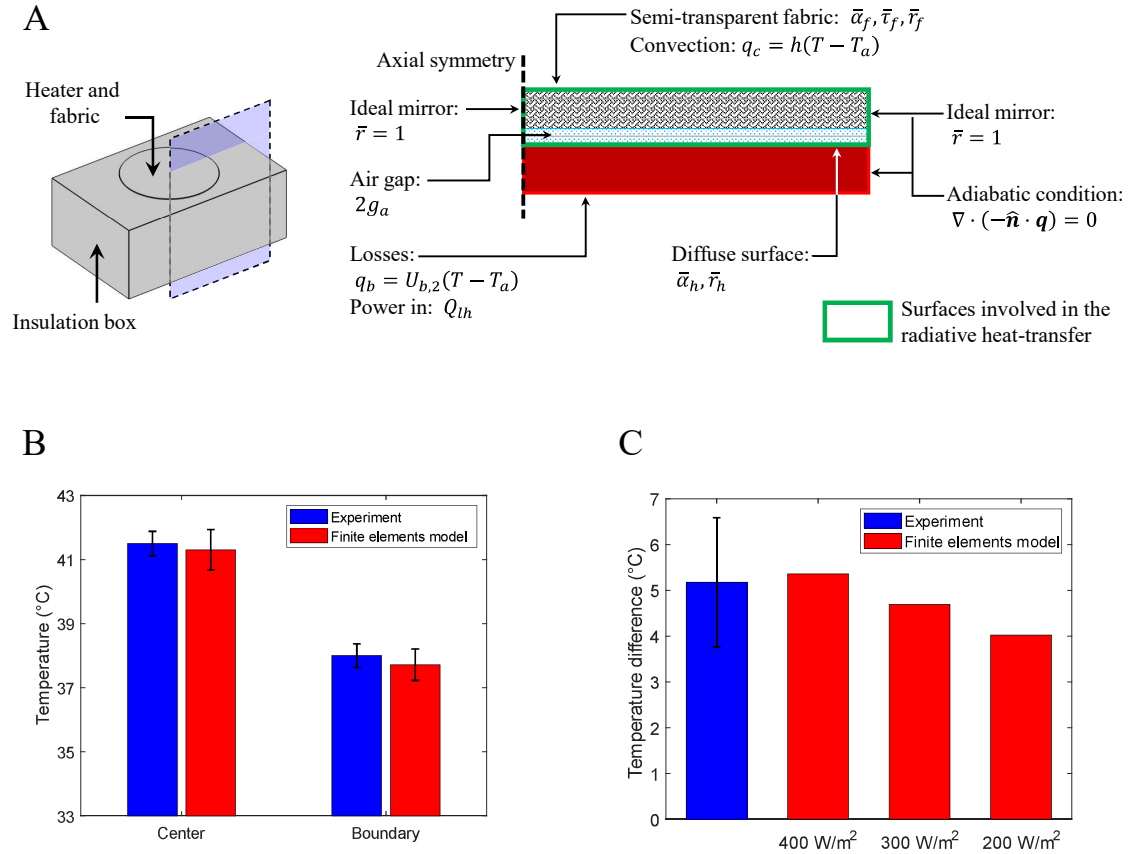 A
Semi-transparent fabric: ᾱ_f, τ̄_f, r̄_f
Convection: q_c = h(T − T_a)
Axial symmetry
Heater and
fabric
Ideal mirror:
r̄ = 1
Ideal mirror:
r̄ = 1
Air gap:
2g_a
Adiabatic condition:
∇ · (−n̂ · q) = 0
Losses:
q_b = U_{b,2}(T − T_a)
Power in: Q_{lh}
Diffuse surface:
ᾱ_h, r̄_h
Insulation box
Surfaces involved in the
radiative heat-transfer
B
Temperature (°C)
43
41
39
37
35
33
Experiment
Finite elements model
Center
Boundary
C
Temperature difference (°C)
7
6
5
4
3
2
1
0
Experiment
Finite elements model
400 W/m²
300 W/m²
200 W/m²